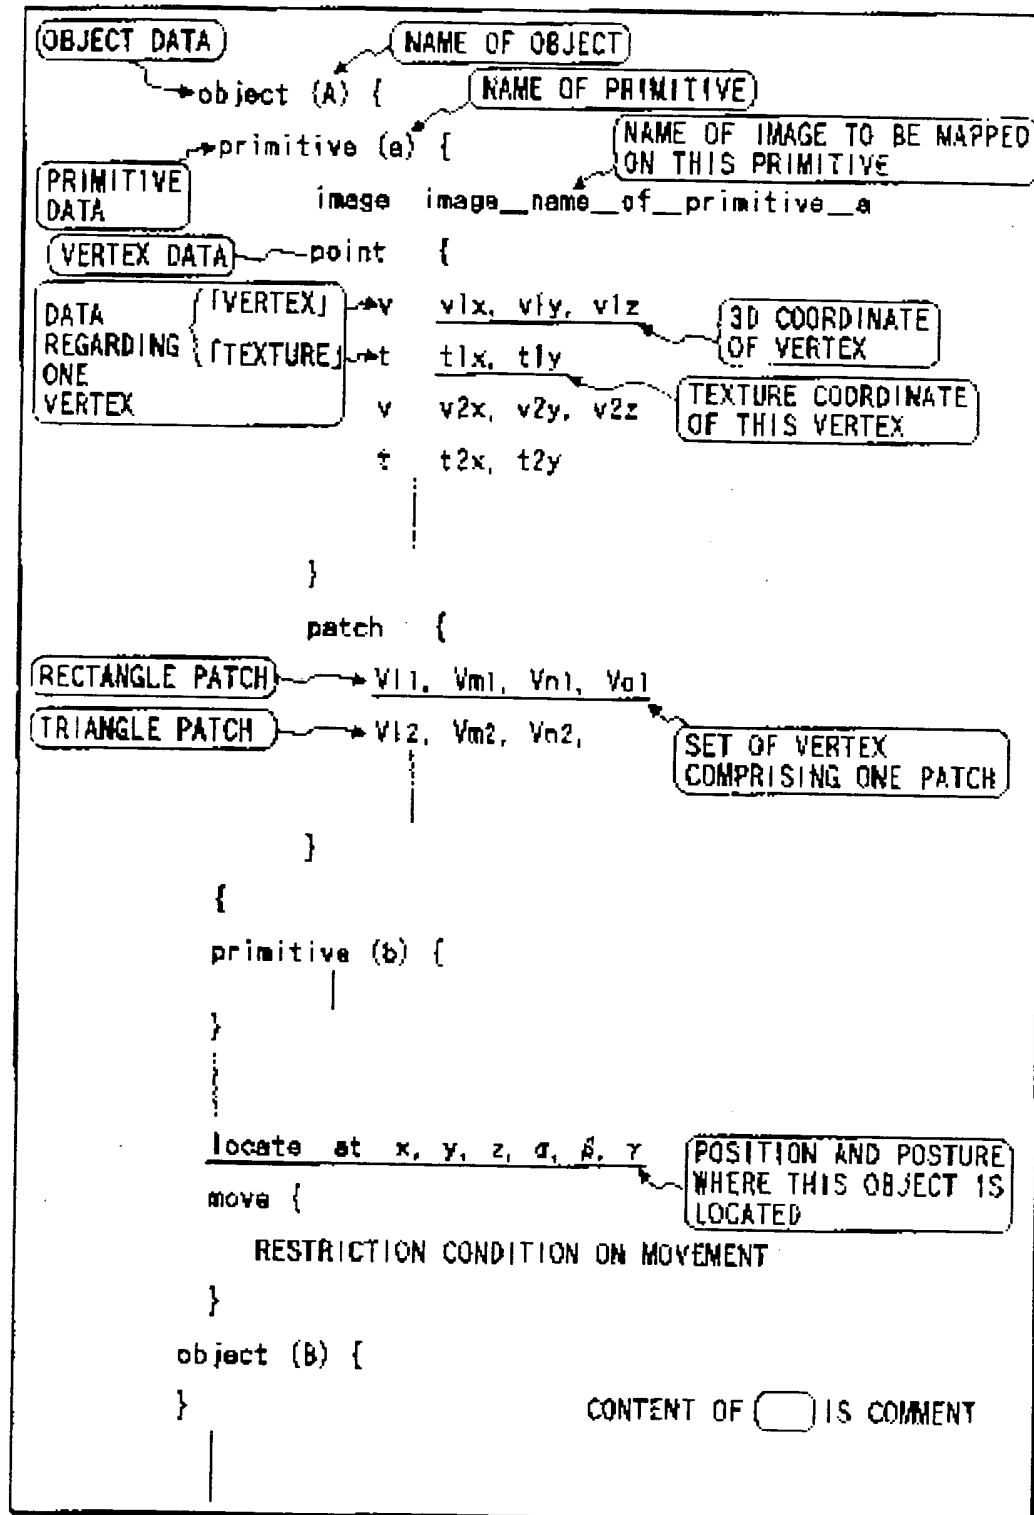 OBJECT DATA
NAME OF OBJECT
object (A) {
NAME OF PRIMITIVE
primitive (a) {
NAME OF IMAGE TO BE MAPPED
ON THIS PRIMITIVE
PRIMITIVE
DATA
image image__name__of__primitive__a
VERTEX DATA
point {
DATA
REGARDING
ONE
VERTEX
「VERTEX」
v v1x, v1y, v1z
3D COORDINATE
OF VERTEX
「TEXTURE」
t t1x, t1y
TEXTURE COORDINATE
OF THIS VERTEX
v v2x, v2y, v2z
t t2x, t2y
}
patch {
RECTANGLE PATCH
Vl1, Vm1, Vn1, Vo1
TRIANGLE PATCH
Vl2, Vm2, Vn2,
SET OF VERTEX
COMPRISING ONE PATCH
}
{
primitive (b) {
}
locate at x, y, z, α, β, γ
POSITION AND POSTURE
WHERE THIS OBJECT IS
LOCATED
move {
RESTRICTION CONDITION ON MOVEMENT
}
object (B) {
}
CONTENT OF IS COMMENT